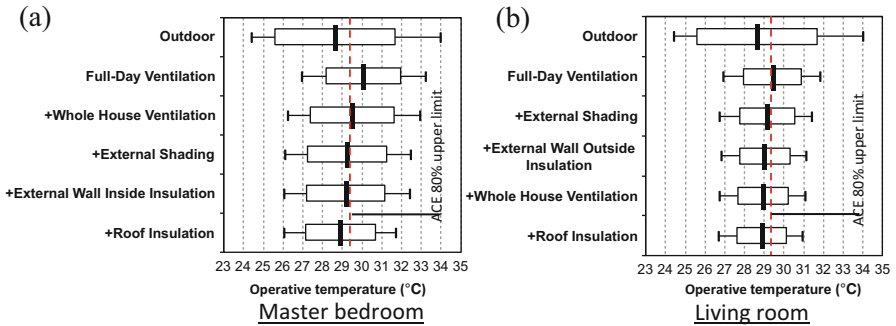 (a)
Outdoor
Full-Day Ventilation
+Whole House Ventilation
+External Shading
+External Wall Inside Insulation
+Roof Insulation
ACE 80% upper limit
23 24 25 26 27 28 29 30 31 32 33 34 35
Operative temperature (°C)
Master bedroom
(b)
Outdoor
Full-Day Ventilation
+External Shading
+External Wall Outside
Insulation
+Whole House Ventilation
+Roof Insulation
ACE 80% upper limit
23 24 25 26 27 28 29 30 31 32 33 34 35
Operative temperature (°C)
Living room